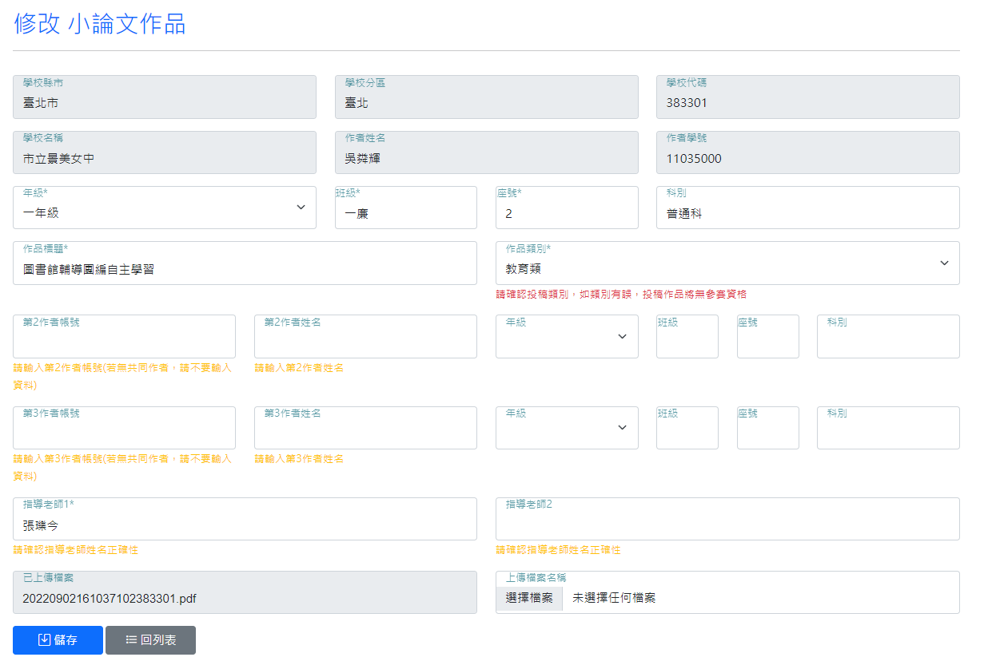 修改 小論文作品
學校縣市 學校分區 學校代碼
臺北市 臺北 383301
學校名稱 作者姓名 作者學號
市立景美女中 吳粦輝 11035000
年級* 班級* 座號* 科別
一年級 一廉 2 普通科
作品標題* 作品類別*
圖書館輔導團編自主學習 教育類
請確認投稿類別，如類別有誤，投稿作品將無參賽資格
第2作者帳號 第2作者姓名 年級 班級 座號 科別
請輸入第2作者帳號(若無共同作者，請不要輸入 請輸入第2作者姓名
資料)
第3作者帳號 第3作者姓名 年級 班級 座號 科別
請輸入第3作者帳號(若無共同作者，請不要輸入 請輸入第3作者姓名
資料)
指導老師1* 指導老師2
張瓅今
請確認指導老師姓名正確性 請確認指導老師姓名正確性
已上傳檔案 上傳檔案名稱
20220902161037102383301.pdf 選擇檔案 未選擇任何檔案
儲存 回列表